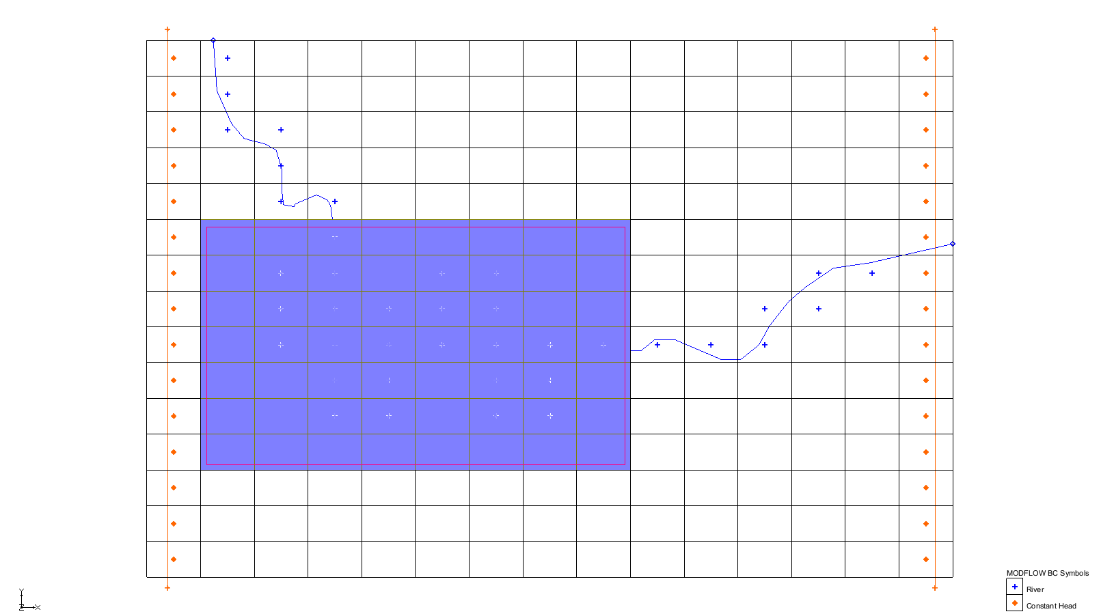 MODFLOW BC Symbols
River
Constant Head
Y
Z
X